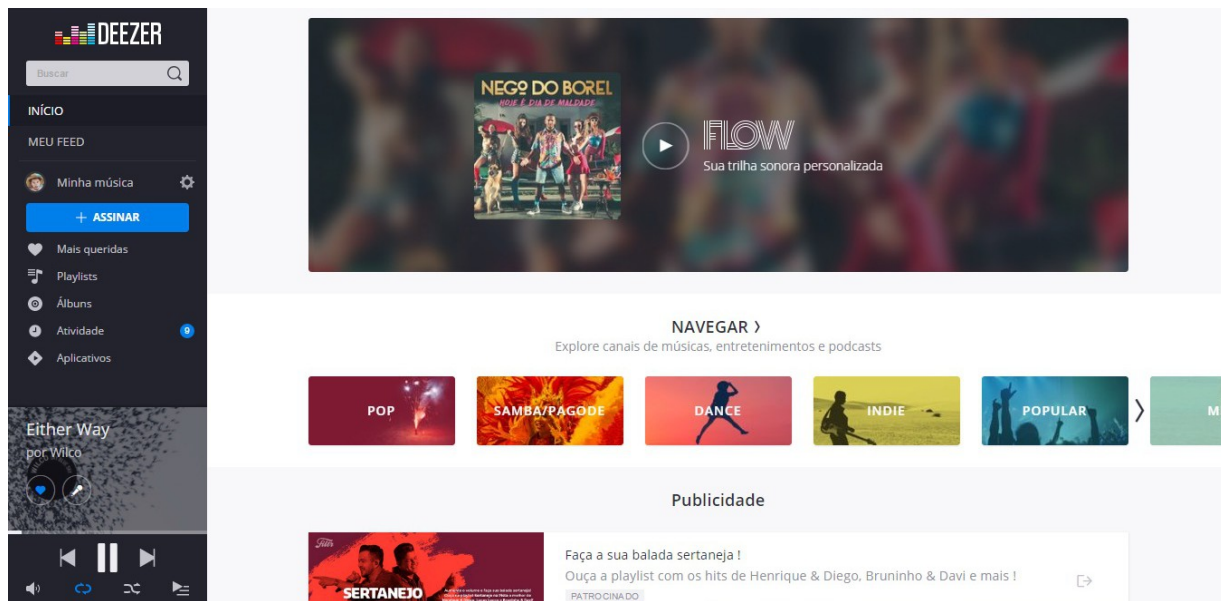 DEEZER
Buscar
INÍCIO
MEU FEED
Minha música
+ ASSINAR
Mais queridas
Playlists
Álbuns
Atividade
9
Aplicativos
Either Way
por Wilco
WILCO
NEGO DO BOREL
HOJE É DIA DE MALDADE
FLOW
Sua trilha sonora personalizada
NAVEGAR >
Explore canais de músicas, entretenimentos e podcasts
POP
SAMBA/PAGODE
DANCE
INDIE
POPULAR
M
Publicidade
Filtr
SERTANEJO
Faça a sua balada sertaneja !
Ouça a playlist com os hits de Henrique & Diego, Bruninho & Davi e mais !
PATROCINADO